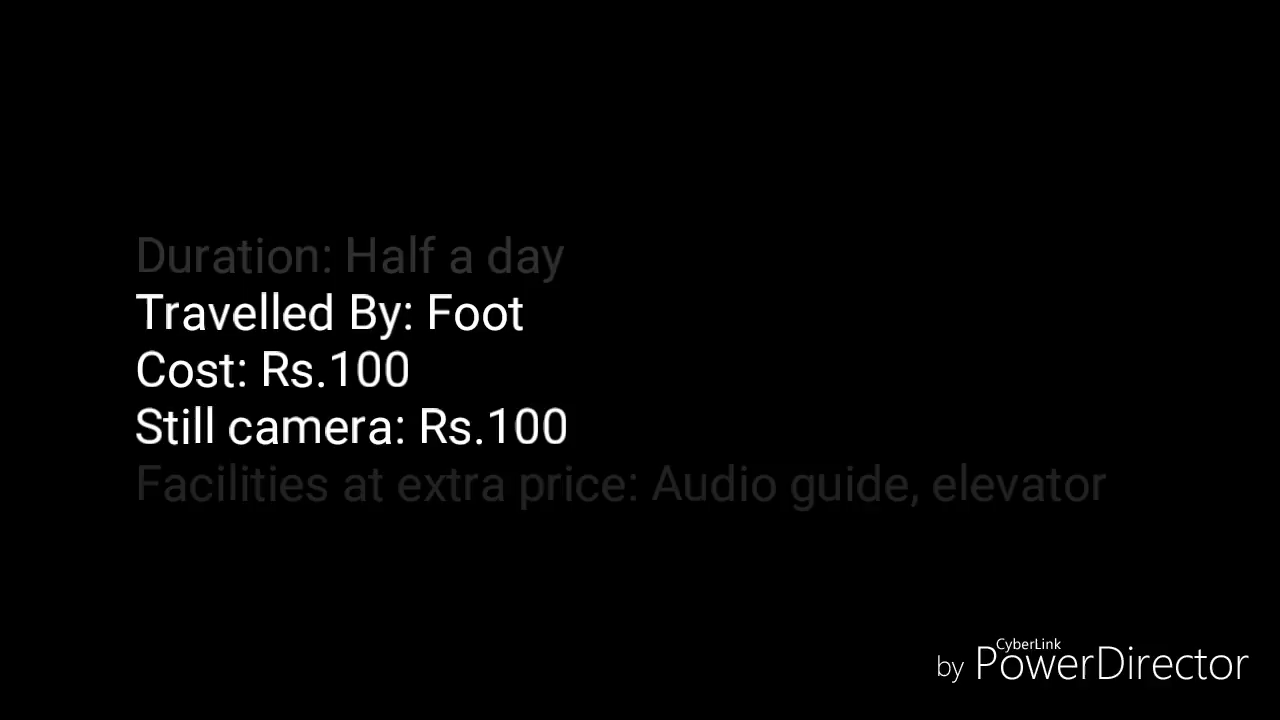 Duration: Half a day
Travelled By: Foot
Cost: Rs.100
Still camera: Rs.100
Facilities at extra price: Audio guide, elevator
CyberLink
by PowerDirector